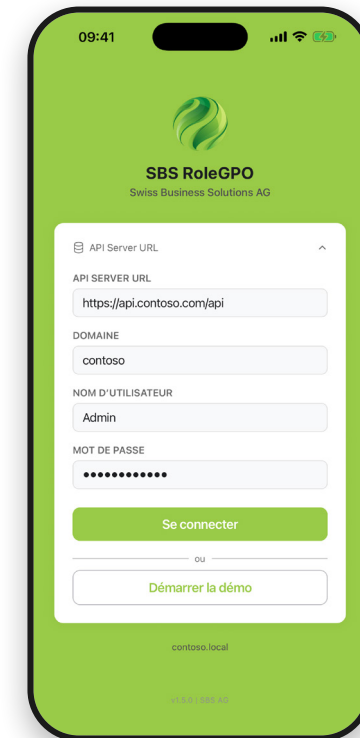 09:41
SBS RoleGPO
Swiss Business Solutions AG
API Server URL
API SERVER URL
https://api.contoso.com/api
DOMAINE
contoso
NOM D'UTILISATEUR
Admin
MOT DE PASSE
●●●●●●●●●●●●
Se connecter
ou
Démarrer la démo
contoso.local
v1.5.0 | SBS AG